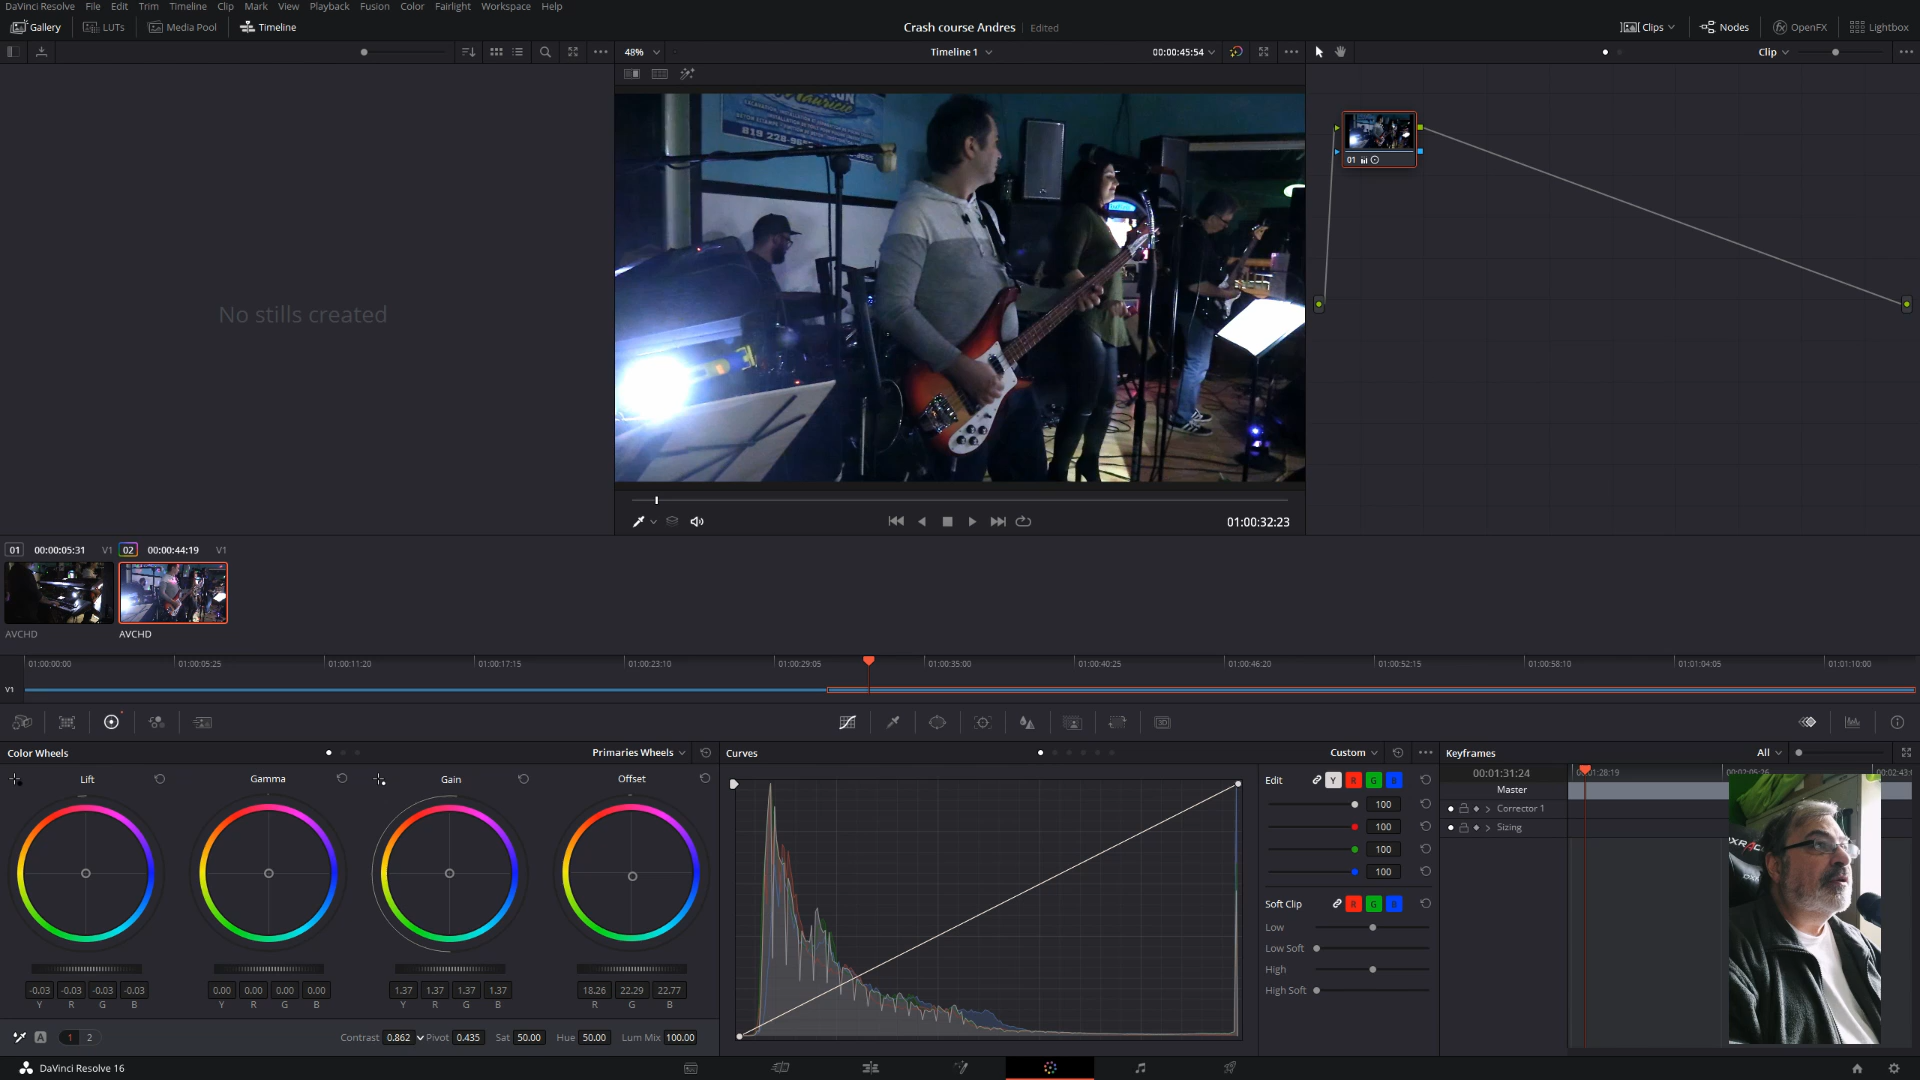 DaVinci Resolve File Edit Trim Timeline Clip Mark View Playback Fusion Color Fairlight Workspace Help
Gallery LUTs Media Pool Timeline Crash course Andres Edited Clips Nodes OpenFX Lightbox
48% Timeline 1 00:00:45:54 Clip
Mauricio
819 228-965
3655
No stills created
01
01:00:32:23
01 00:00:05:31 V1 02 00:00:44:19 V1
AVCHD AVCHD
01:00:00:00 01:00:05:25 01:00:11:20 01:00:17:15 01:00:23:10 01:00:29:05 01:00:35:00 01:00:40:25 01:00:46:20 01:00:52:15 01:00:58:10 01:01:04:05 01:01:10:00
V1
3D
Color Wheels Primaries Wheels Curves Custom Keyframes All
Lift Gamma Gain Offset
Edit Y R G B
100
100
100
100
Soft Clip R G B
Low
Low Soft
High
High Soft
00:01:31:24 00:01:28:19
Master
Corrector 1
Sizing
-0.03 -0.03 -0.03 -0.03 0.00 0.00 0.00 0.00 1.37 1.37 1.37 1.37 18.26 22.29 22.77
Y R G B Y R G B Y R G B R G B
A 1 2 Contrast 0.862 Pivot 0.435 Sat 50.00 Hue 50.00 Lum Mix 100.00
DaVinci Resolve 16